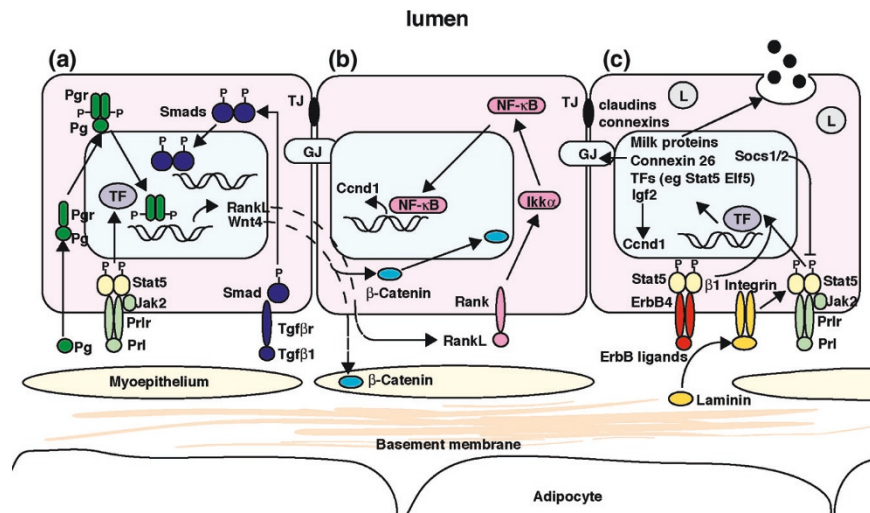 lumen
(a)
(b)
(c)
P
Pgr
P P
Pg
Smads
P P
TJ
GJ
NF-κB
TJ
GJ
claudins
connexins
L
L
P P
Milk proteins
Connexin 26
TFs (eg Stat5 Elf5)
Igf2
Socs1/2
TF
P P
Pgr
Pg
RankL
Wnt4
Ccnd1
NF-κB
Ikkα
TF
Ccnd1
P P
Stat5
Jak2
Prlr
Prl
Pg
P
Smad
Tgfβr
Tgfβ1
β-Catenin
Rank
RankL
P P
Stat5
ErbB4
ErbB ligands
β1 Integrin
P P
Stat5
Jak2
Prlr
Prl
Myoepithelium
β-Catenin
Laminin
Basement membrane
Adipocyte